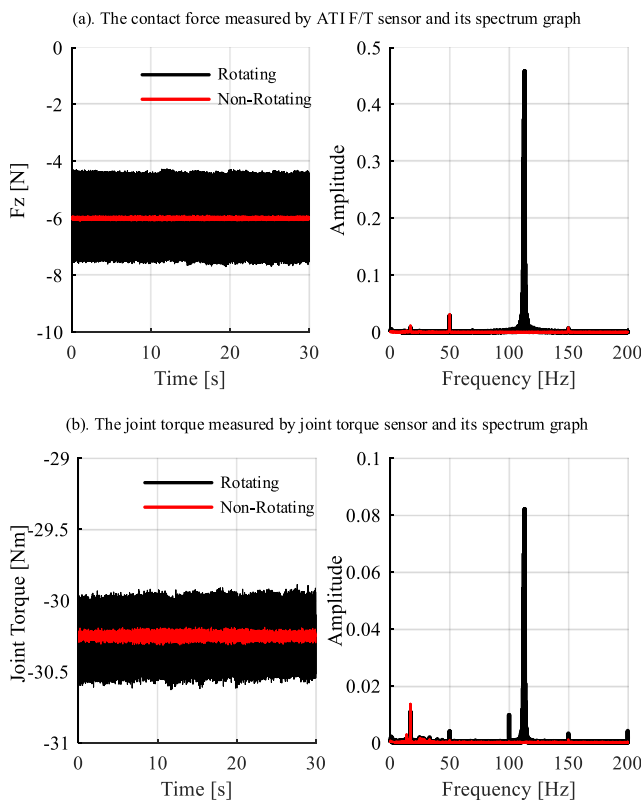 (a). The contact force measured by ATI F/T sensor and its spectrum graph
0
-2
-4
-6
-8
-10
Fz [N]
Rotating
Non-Rotating
0
10
20
30
Time [s]
0.5
0.4
0.3
0.2
0.1
0
Amplitude
0
50
100
150
200
Frequency [Hz]
(b). The joint torque measured by joint torque sensor and its spectrum graph
-29
-29.5
-30
-30.5
-31
Joint Torque [Nm]
Rotating
Non-Rotating
0
10
20
30
Time [s]
0.1
0.08
0.06
0.04
0.02
0
Amplitude
0
50
100
150
200
Frequency [Hz]